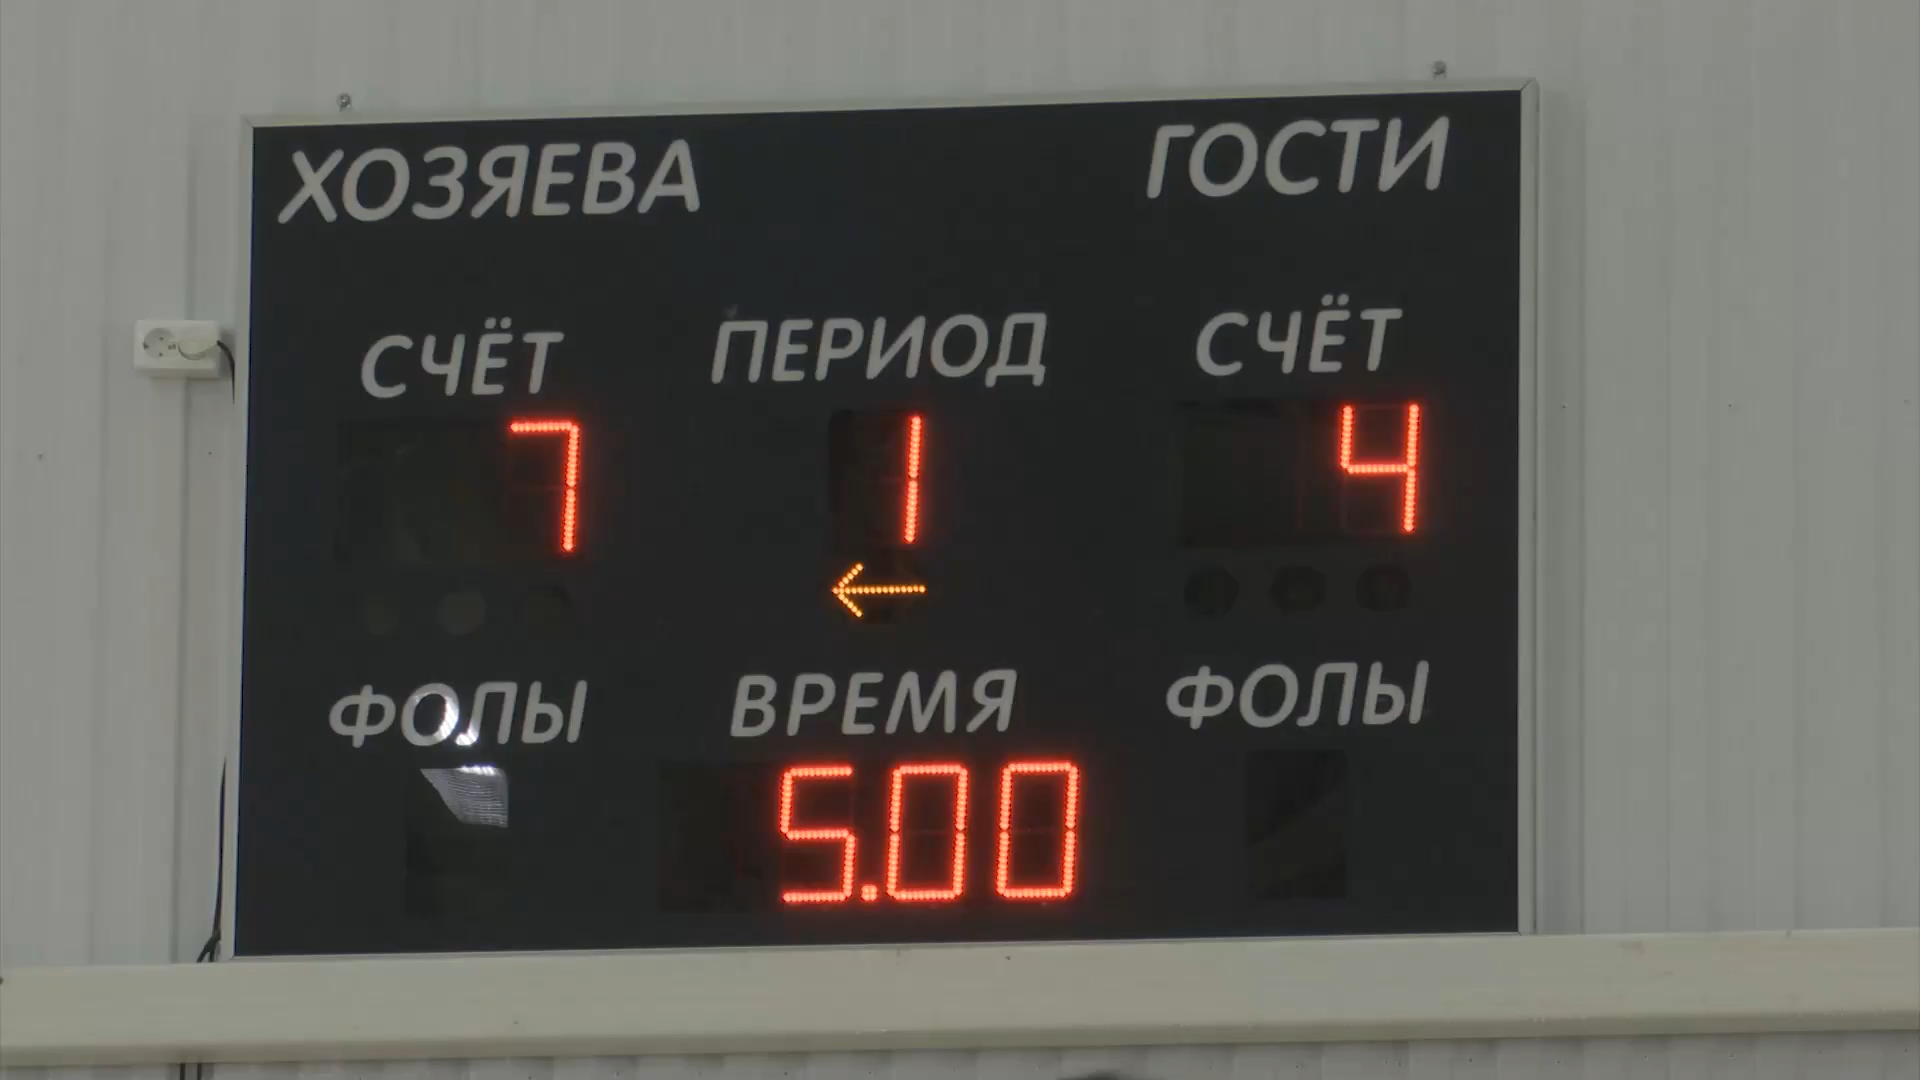 ХОЗЯЕВА ГОСТИ
СЧЁТ ПЕРИОД СЧЁТ
7 1 4
←
ФОЛЫ ВРЕМЯ ФОЛЫ
5.00